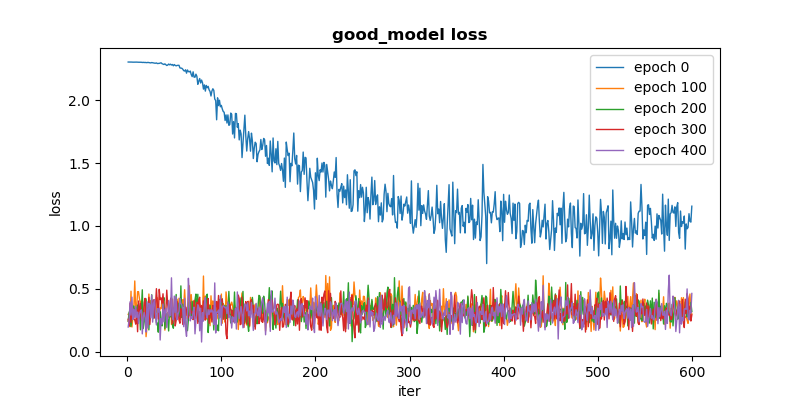 good_model loss
epoch 0
epoch 100
epoch 200
epoch 300
epoch 400
loss
2.0
1.5
1.0
0.5
0.0
0 100 200 300 400 500 600
iter